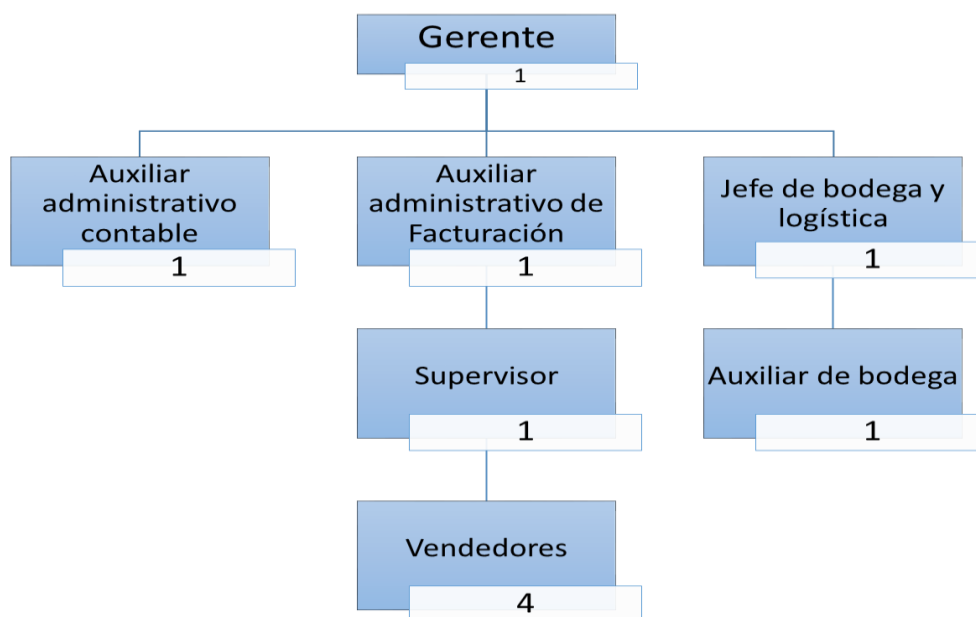 Gerente
1
Auxiliar
administrativo
contable
1
Auxiliar
administrativo de
Facturación
1
Jefe de bodega y
logística
1
Supervisor
1
Auxiliar de bodega
1
Vendedores
4